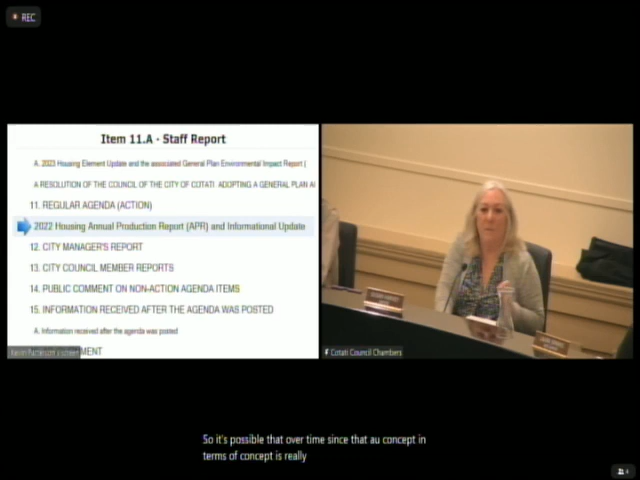 REC
Item 11.A - Staff Report
A. 2023 Housing Element Update and the associated General Plan Environmental Impact Report (
A RESOLUTION OF THE COUNCIL OF THE CITY OF COTATI ADOPTING A GENERAL PLAN A
11. REGULAR AGENDA (ACTION)
2022 Housing Annual Production Report (APR) and Informational Update
12. CITY MANAGER'S REPORT
13. CITY COUNCIL MEMBER REPORTS
14. PUBLIC COMMENT ON NON-ACTION AGENDA ITEMS
15. INFORMATION RECEIVED AFTER THE AGENDA WAS POSTED
A. Information received after the agenda was posted
MENT
Cotati Council Chambers
So it's possible that over time since that au concept in
terms of concept is really
4